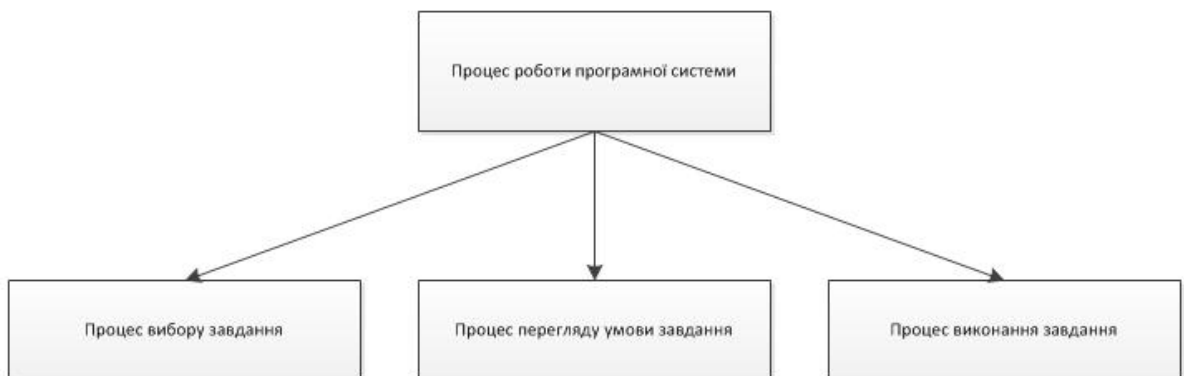 Процес роботи програмної системи
Процес вибору завдання
Процес перегляду умови завдання
Процес виконання завдання